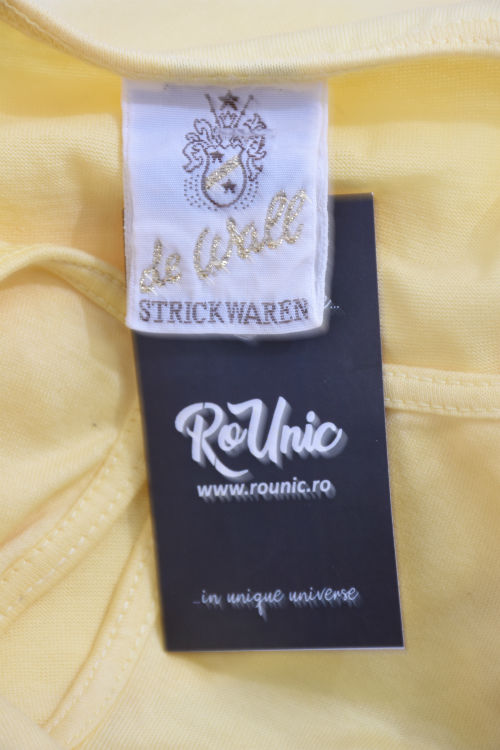 de Wall
STRICKWAREN
RoUnic
www.rounic.ro
...in unique universe